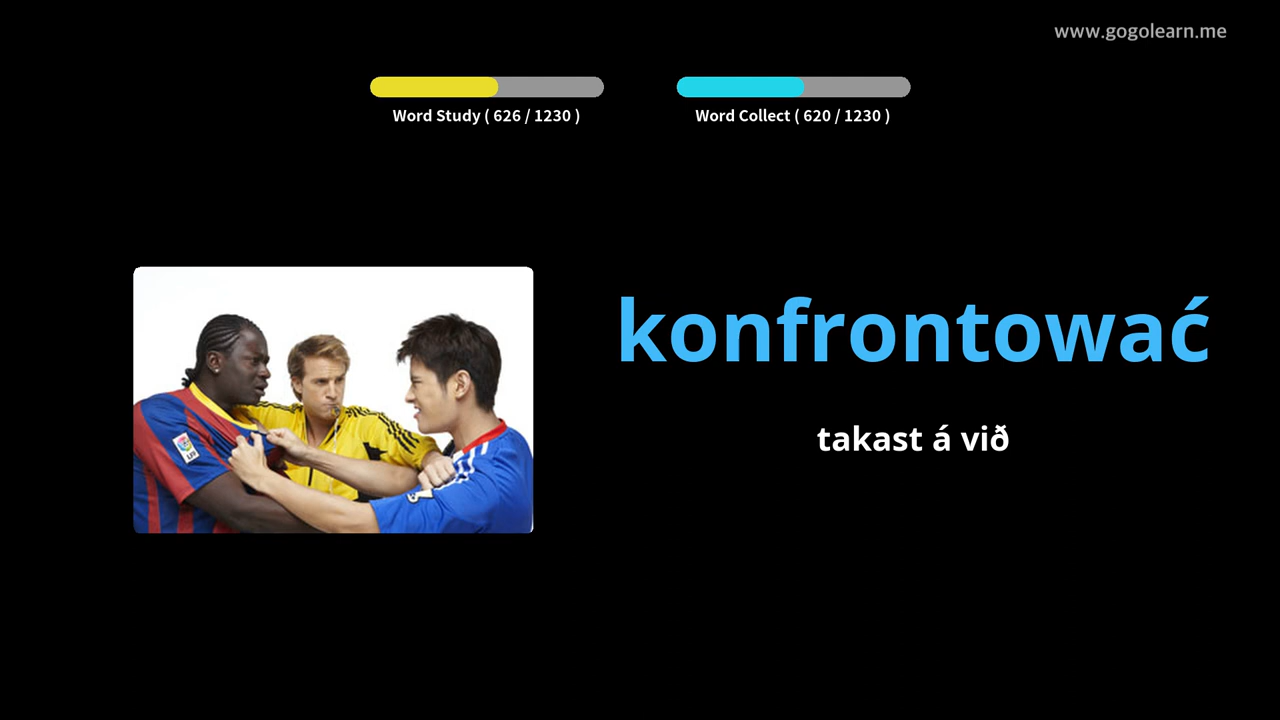 www.gogolearn.me
Word Study ( 626 / 1230 )
Word Collect ( 620 / 1230 )
konfrontować
takast á við